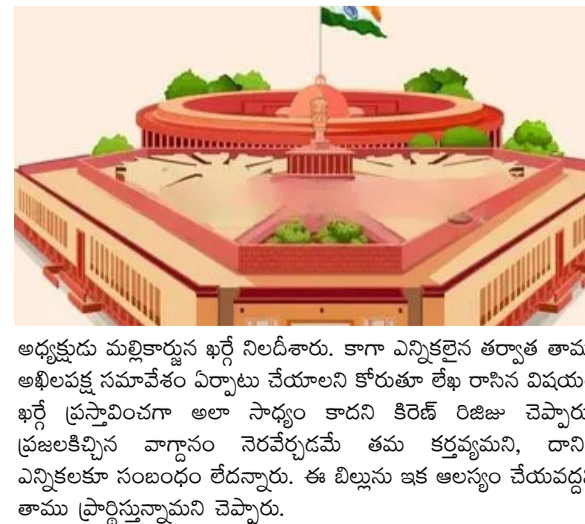 అధ్యక్షుడు మల్లికార్జున ఖర్గే నిలదీశారు. కాగా ఎన్నికలైన తర్వాత తాము
అఖిలపక్ష సమావేశం ఏర్పాటు చేయాలని కోరుతూ లేఖ రాసిన విషయ
ఖర్గే ప్రస్తావించగా అలా సాధ్యం కాదని కిరెణ్ రిజిజు చెప్పారు
ప్రజలకిచ్చిన వాగ్దానం నెరవేర్చడమే తమ కర్తవ్యమని, దాని
ఎన్నికలకూ సంబంధం లేదన్నారు. ఈ బిల్లును ఇక ఆలస్యం చేయవద్ద
తాము ప్రార్థిస్తున్నామని చెప్పారు.